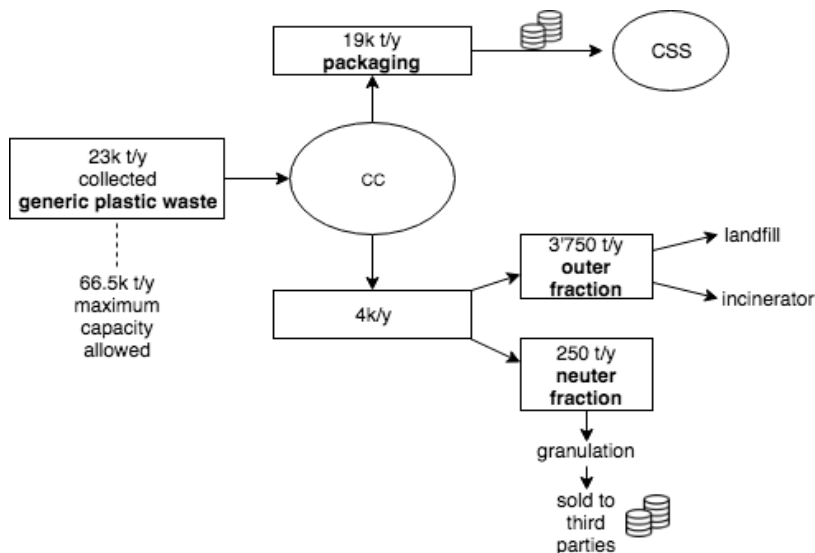 19k t/y
packaging
CSS
23k t/y
collected
generic plastic waste
CC
66.5k t/y
maximum
capacity
allowed
4k/y
3'750 t/y
outer
fraction
landfill
incinerator
250 t/y
neuter
fraction
granulation
sold to
third
parties